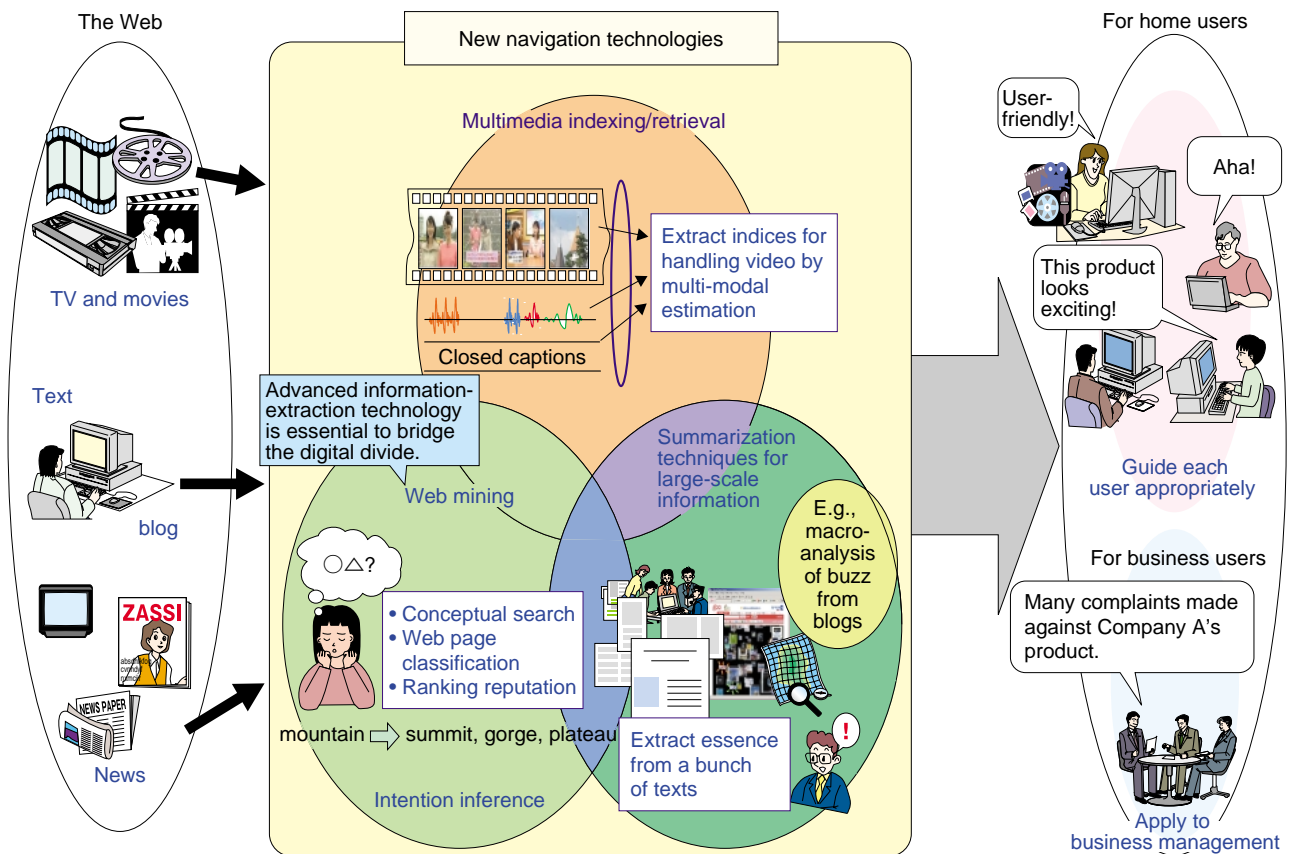 The Web
TV and movies
Text
blog
ZASSI
NEWS PAPER
News
New navigation technologies
Multimedia indexing/retrieval
Extract indices for
handling video by
multi-modal
estimation
Closed captions
Advanced information-
extraction technology
is essential to bridge
the digital divide.
Web mining
Summarization
techniques for
large-scale
information
○△?
• Conceptual search
• Web page
classification
• Ranking reputation
mountain
summit, gorge, plateau
Intention inference
E.g.,
macro-
analysis
of buzz
from
blogs
Extract essence
from a bunch
of texts
!
For home users
User-
friendly!
Aha!
This product
looks
exciting!
Guide each
user appropriately
For business users
Many complaints made
against Company A's
product.
Apply to
business management